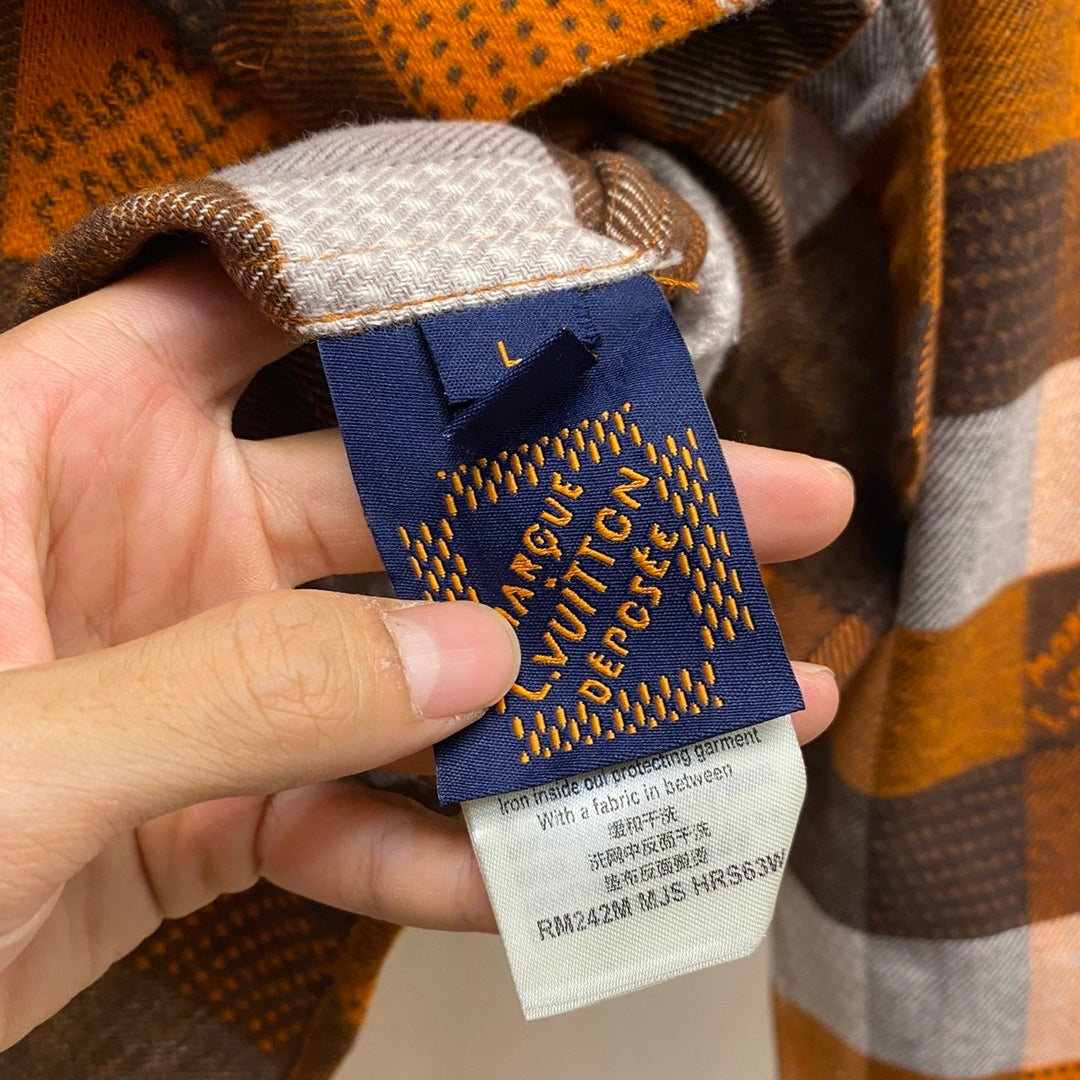 L
MARQUE
L.VUITTON
DEPOSÉE
Iron inside out protecting garment
With a fabric in between
缓和干洗
洗网中反面干洗
垫布反面熨烫
RM242M MJS HRS63W